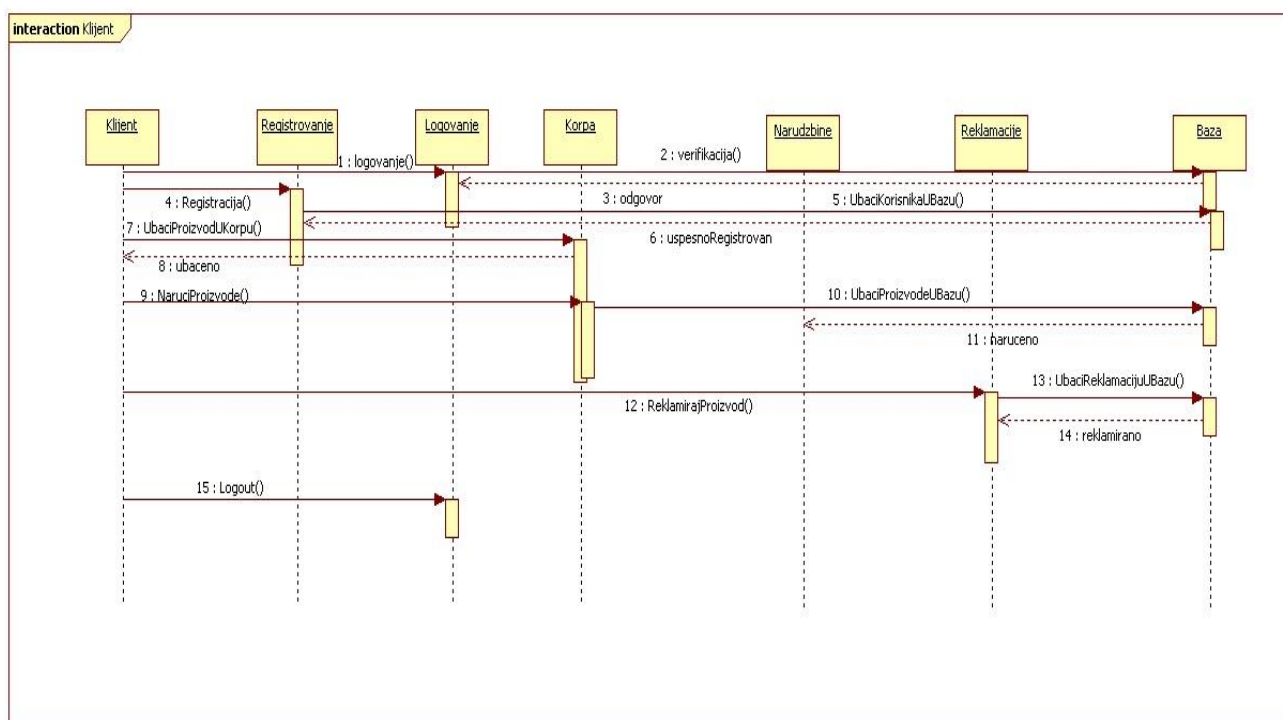 interaction Klijent
Klijent
Registrovanje
Logovanje
Korpa
Narudzbine
Reklamacije
Baza
1 : logovanje()
2 : verifikacija()
3 : odgovor
4 : Registracija()
5 : UbaciKorisnikaUBazu()
6 : uspesnoRegistrovan
7 : UbaciProizvodUKorpu()
8 : ubaceno
9 : NaruciProizvode()
10 : UbaciProizvodeUBazu()
11 : naruceno
12 : ReklamirajProizvod()
13 : UbaciReklamacijuUBazu()
14 : reklamirano
15 : Logout()